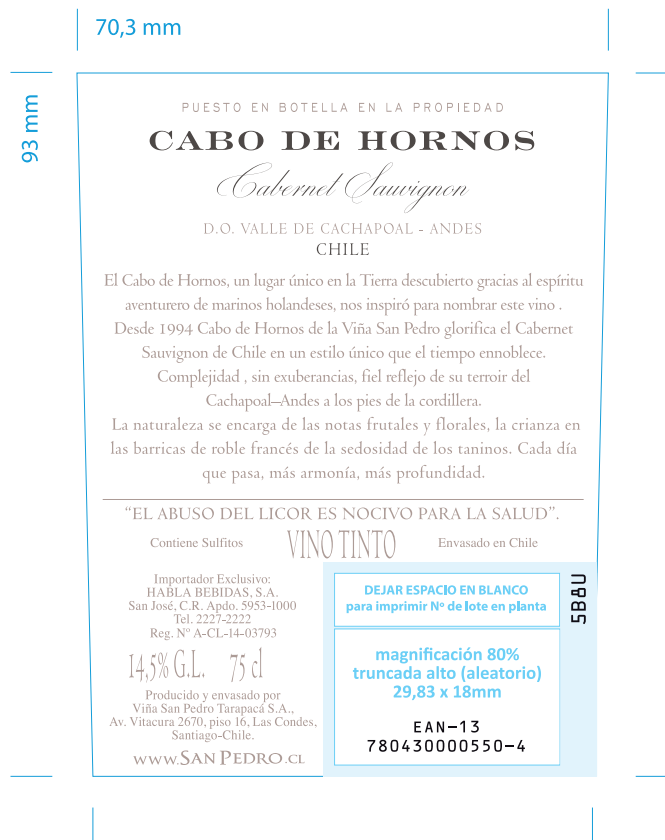 70,3 mm
93 mm
PUESTO EN BOTELLA EN LA PROPIEDAD
CABO DE HORNOS
Cabernet Sauvignon
D.O. VALLE DE CACHAPOAL - ANDES
CHILE
El Cabo de Hornos, un lugar único en la Tierra descubierto gracias al espíritu
aventurero de marinos holandeses, nos inspiró para nombrar este vino .
Desde 1994 Cabo de Hornos de la Viña San Pedro glorifica el Cabernet
Sauvignon de Chile en un estilo único que el tiempo ennoblece.
Complejidad , sin exuberancias, fiel reflejo de su terroir del
Cachapoal–Andes a los pies de la cordillera.
La naturaleza se encarga de las notas frutales y florales, la crianza en
las barricas de roble francés de la sedosidad de los taninos. Cada día
que pasa, más armonía, más profundidad.
“EL ABUSO DEL LICOR ES NOCIVO PARA LA SALUD”.
Contiene Sulfitos
VINO TINTO
Envasado en Chile
Importador Exclusivo:
HABLA BEBIDAS, S.A.
San José, C.R. Apdo. 5953-1000
Tel. 2227-2222
Reg. Nº A-CL-14-03793
14,5% G.L. 75 cl
Producido y envasado por
Viña San Pedro Tarapacá S.A.,
Av. Vitacura 2670, piso 16, Las Condes,
Santiago-Chile.
WWW.SAN PEDRO.CL
DEJAR ESPACIO EN BLANCO
para imprimir Nº de lote en planta
5BAU
magnificación 80%
truncada alto (aleatorio)
29,83 x 18mm
EAN-13
780430000550-4